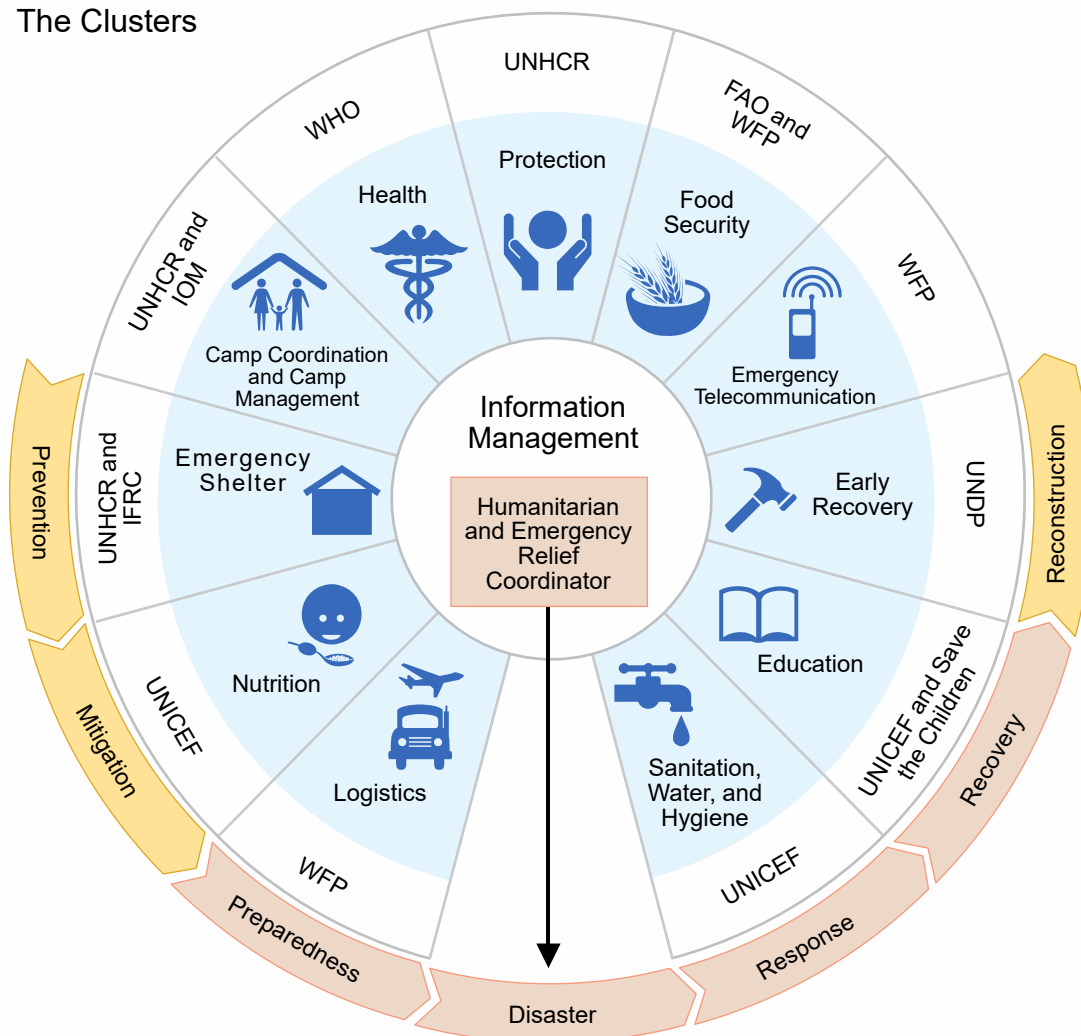 The Clusters
UNHCR
Protection
FAO and
WFP
Food
Security
WFP
Emergency
Telecommunication
UNDP
Early
Recovery
UNICEF and Save
the Children
Education
UNICEF
Sanitation,
Water, and
Hygiene
WFP
Logistics
UNICEF
Nutrition
UNHCR and
IFRC
Emergency
Shelter
UNHCR and
IOM
Camp Coordination
and Camp
Management
WHO
Health
Information
Management
Humanitarian
and Emergency
Relief
Coordinator
Prevention
Mitigation
Preparedness
Disaster
Response
Recovery
Reconstruction